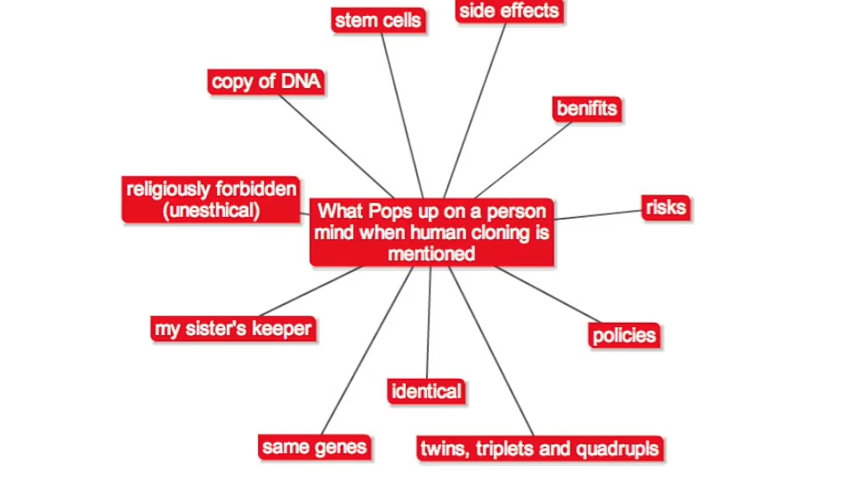 stem cells
side effects
copy of DNA
benifits
religiously forbidden
(unesthical)
What Pops up on a person
mind when human cloning is
mentioned
risks
my sister's keeper
policies
identical
same genes
twins, triplets and quadrupls